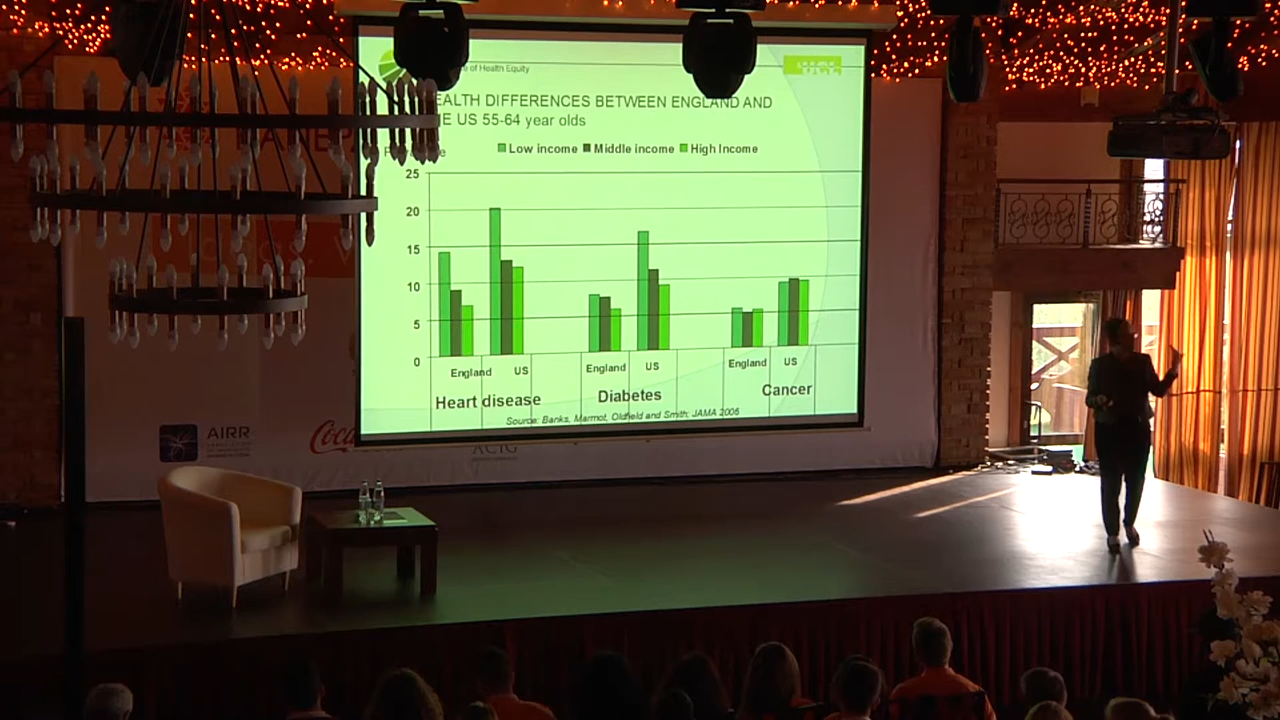 of Health Equity
UCL
EALTH DIFFERENCES BETWEEN ENGLAND AND
E US 55-64 year olds
Low income Middle income High Income
25
20
15
10
5
0
England US England US England US
Heart disease Diabetes Cancer
Source: Banks, Marmot, Oldfield and Smith; JAMA 2006
AIRR
Coca
ACIG